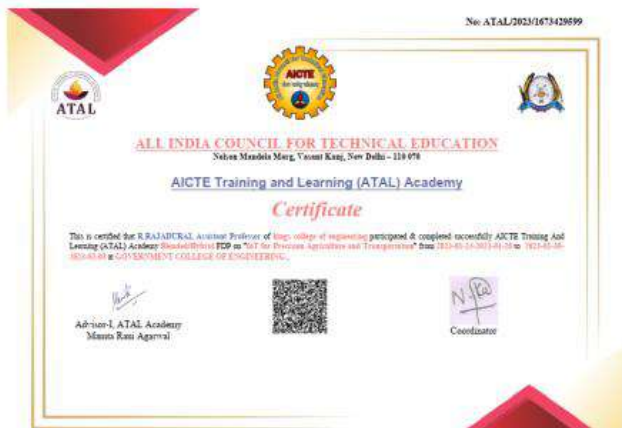 No: ATAL/2023/1673429599
ATAL
AICTE
ALL INDIA COUNCIL FOR TECHNICAL EDUCATION
Nelson Mandela Marg, Vasant Kunj, New Delhi – 110 070
AICTE Training and Learning (ATAL) Academy
Certificate
This is certified that R.RAJADURAI, Assistant Professor of kings college of engineering participated & completed successfully AICTE Training And
Learning (ATAL) Academy Blended/Hybrid FDP on "IoT for Precision Agriculture and Transportation" from
at GOVERNMENT COLLEGE OF ENGINEERING .
Advisor-I, ATAL Academy
Mamta Rani Agarwal
Coordinator